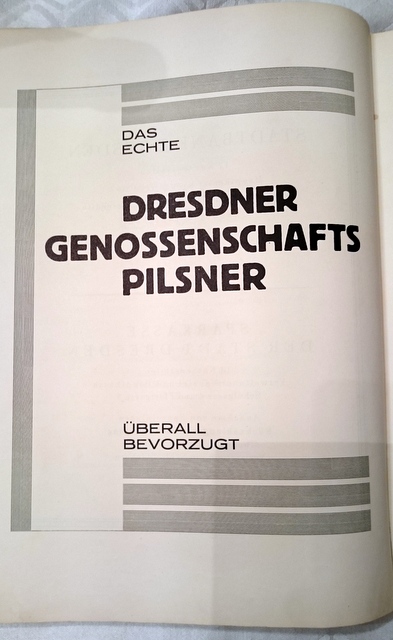 DAS
ECHTE
DRESDNER
GENOSSENSCHAFTS
PILSNER
ÜBERALL
BEVORZUGT